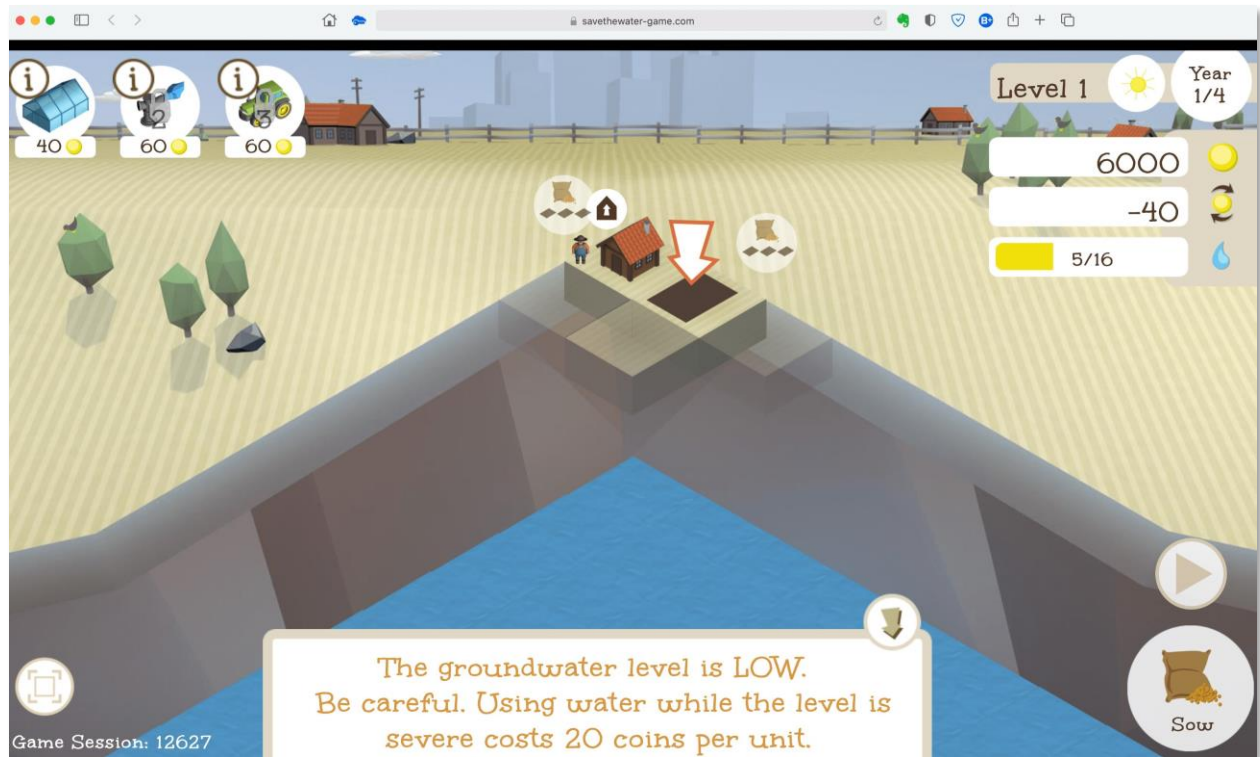 savethewater-game.com
i
i
i
2
3
40
60
60
Level 1
Year
1/4
6000
-40
5/16
The groundwater level is LOW.
Be careful. Using water while the level is
severe costs 20 coins per unit.
Game Session: 12627
Sow